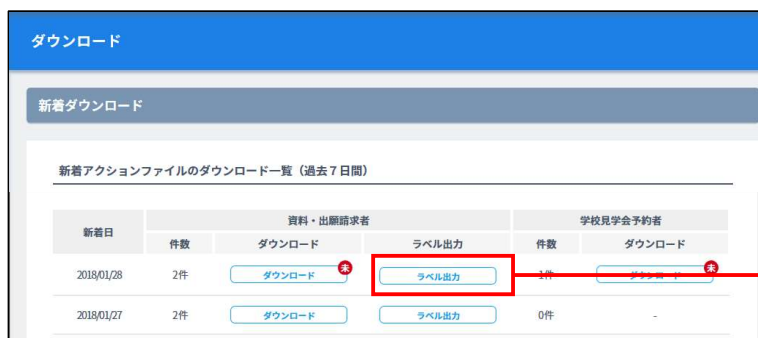 ダウンロード
新着ダウンロード
新着アクションファイルのダウンロード一覧（過去７日間）
新着日 資料・出願請求者 学校見学会予約者
件数 ダウンロード ラベル出力 件数 ダウンロード
2018/01/28 2件 ダウンロード 未 ラベル出力 1件 ダウンロード 未
2018/01/27 2件 ダウンロード ラベル出力 0件 -